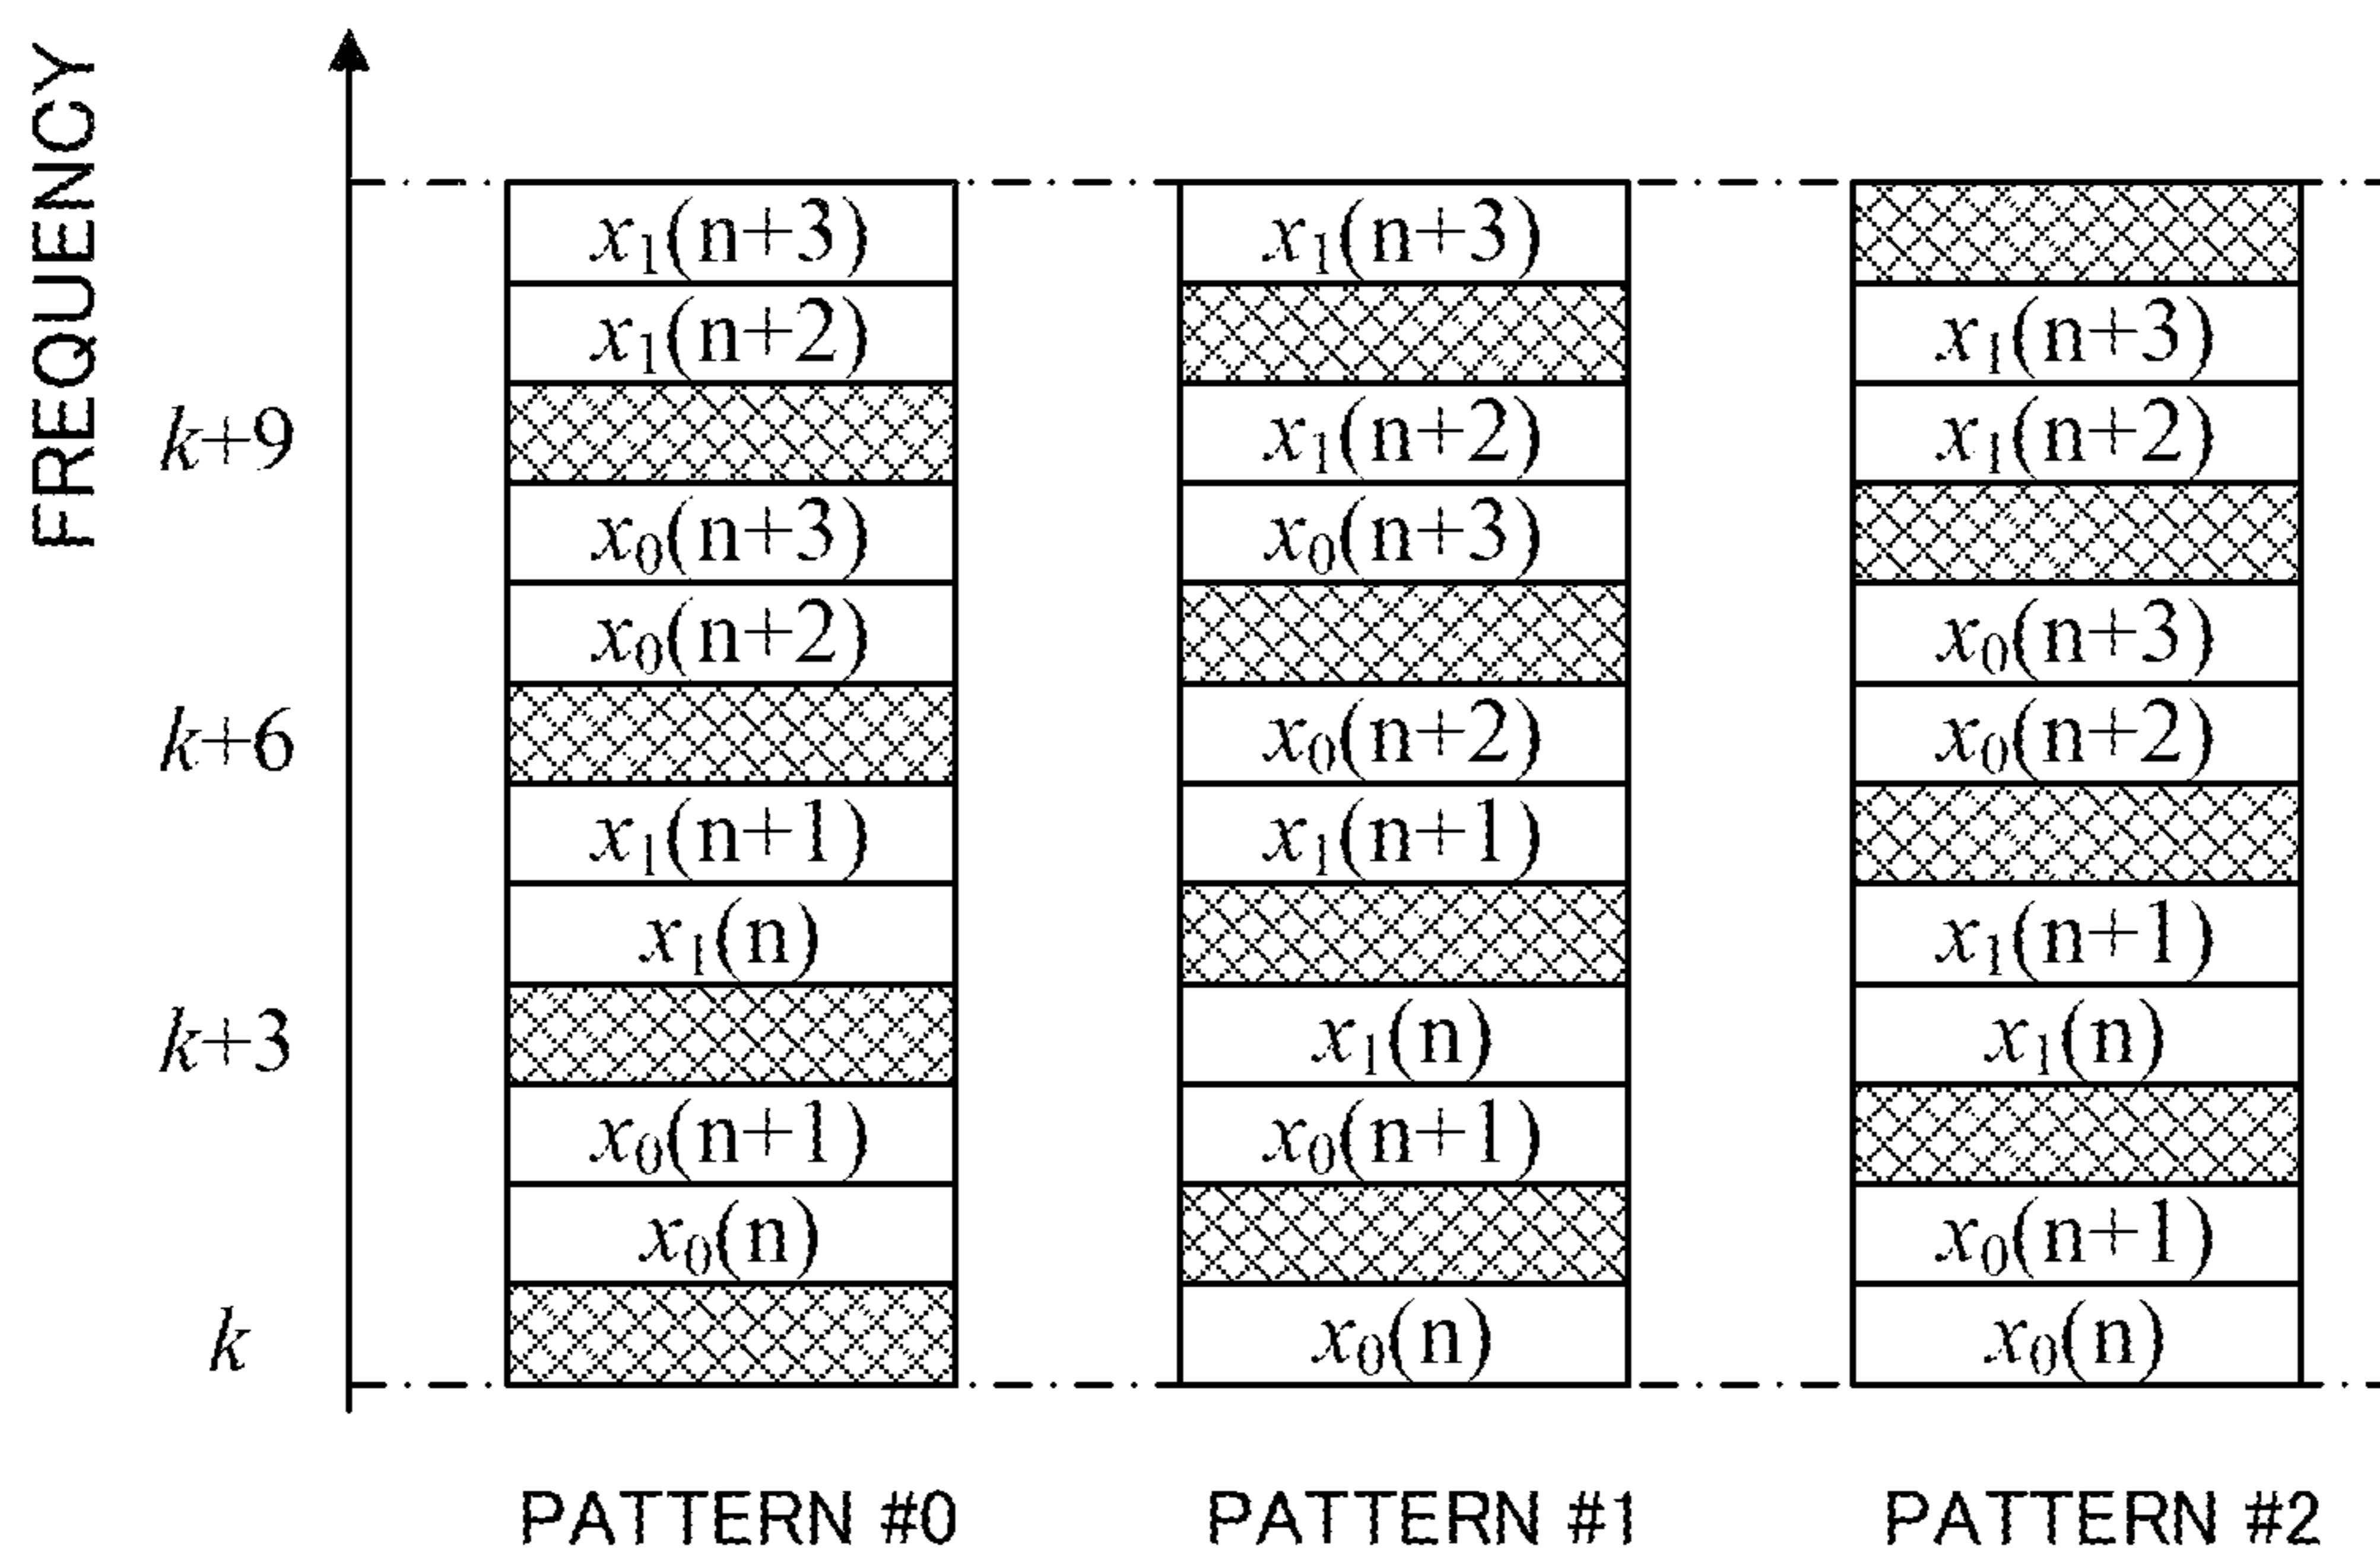 FREQUENCY
x₁(n+3) x₁(n+3)
x₁(n+2) x₁(n+3)
k+9 x₁(n+2) x₁(n+2)
x₀(n+3) x₀(n+3)
x₀(n+2) x₀(n+3)
k+6 x₀(n+2) x₀(n+2)
x₁(n+1) x₁(n+1)
x₁(n) x₁(n+1)
k+3 x₁(n) x₁(n)
x₀(n+1) x₀(n+1)
x₀(n) x₀(n+1)
k x₀(n) x₀(n)
PATTERN #0 PATTERN #1 PATTERN #2